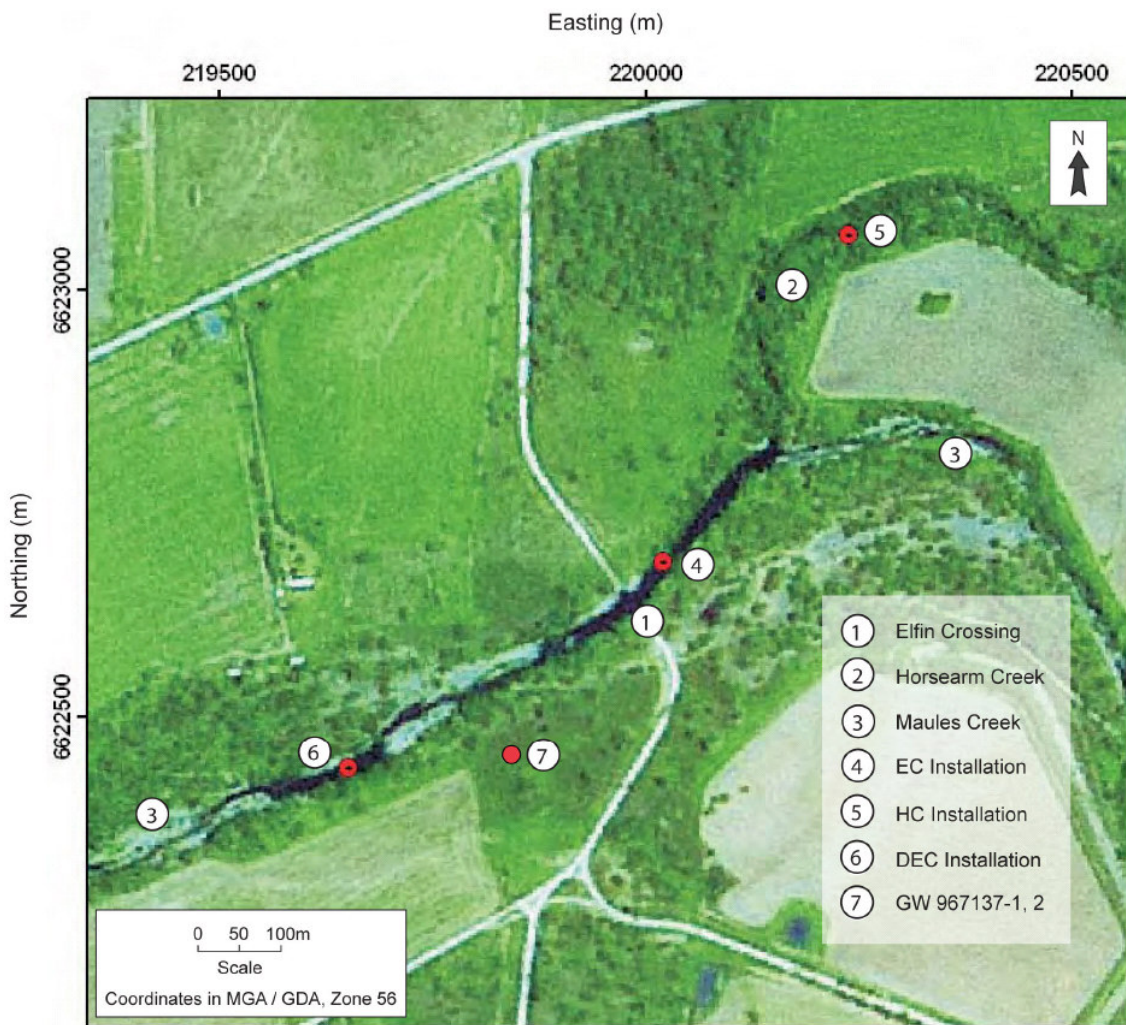 Easting (m)
219500
220000
220500
N
5
2
6623000
3
Northing (m)
4
1
6622500
6
7
3
1 Elfin Crossing
2 Horsearm Creek
3 Maules Creek
4 EC Installation
5 HC Installation
6 DEC Installation
7 GW 967137-1, 2
0 50 100m
Scale
Coordinates in MGA / GDA, Zone 56